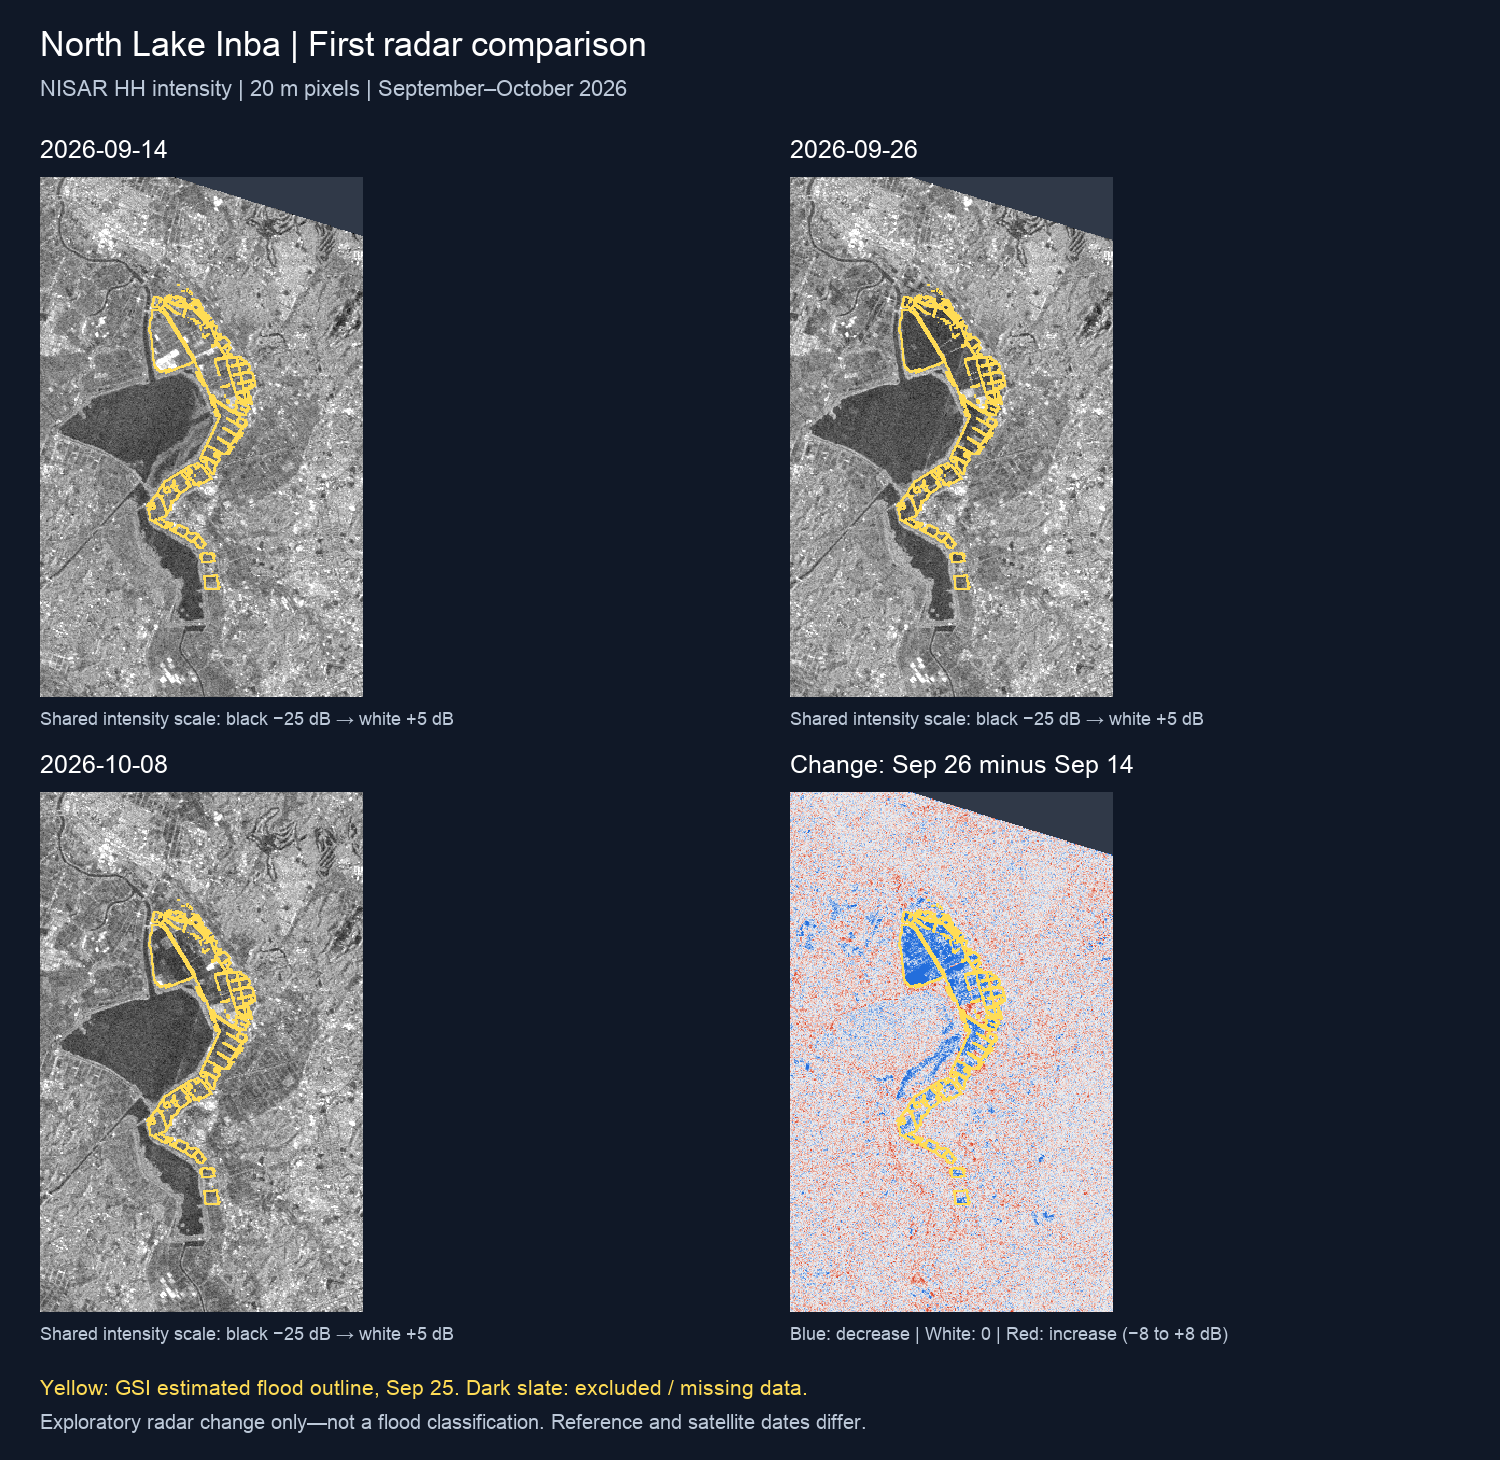 North Lake Inba | First radar comparison
NISAR HH intensity | 20 m pixels | September–October 2026
2026-09-14
2026-09-26
Shared intensity scale: black −25 dB → white +5 dB
Shared intensity scale: black −25 dB → white +5 dB
2026-10-08
Change: Sep 26 minus Sep 14
Shared intensity scale: black −25 dB → white +5 dB
Blue: decrease | White: 0 | Red: increase (−8 to +8 dB)
Yellow: GSI estimated flood outline, Sep 25. Dark slate: excluded / missing data.
Exploratory radar change only—not a flood classification. Reference and satellite dates differ.